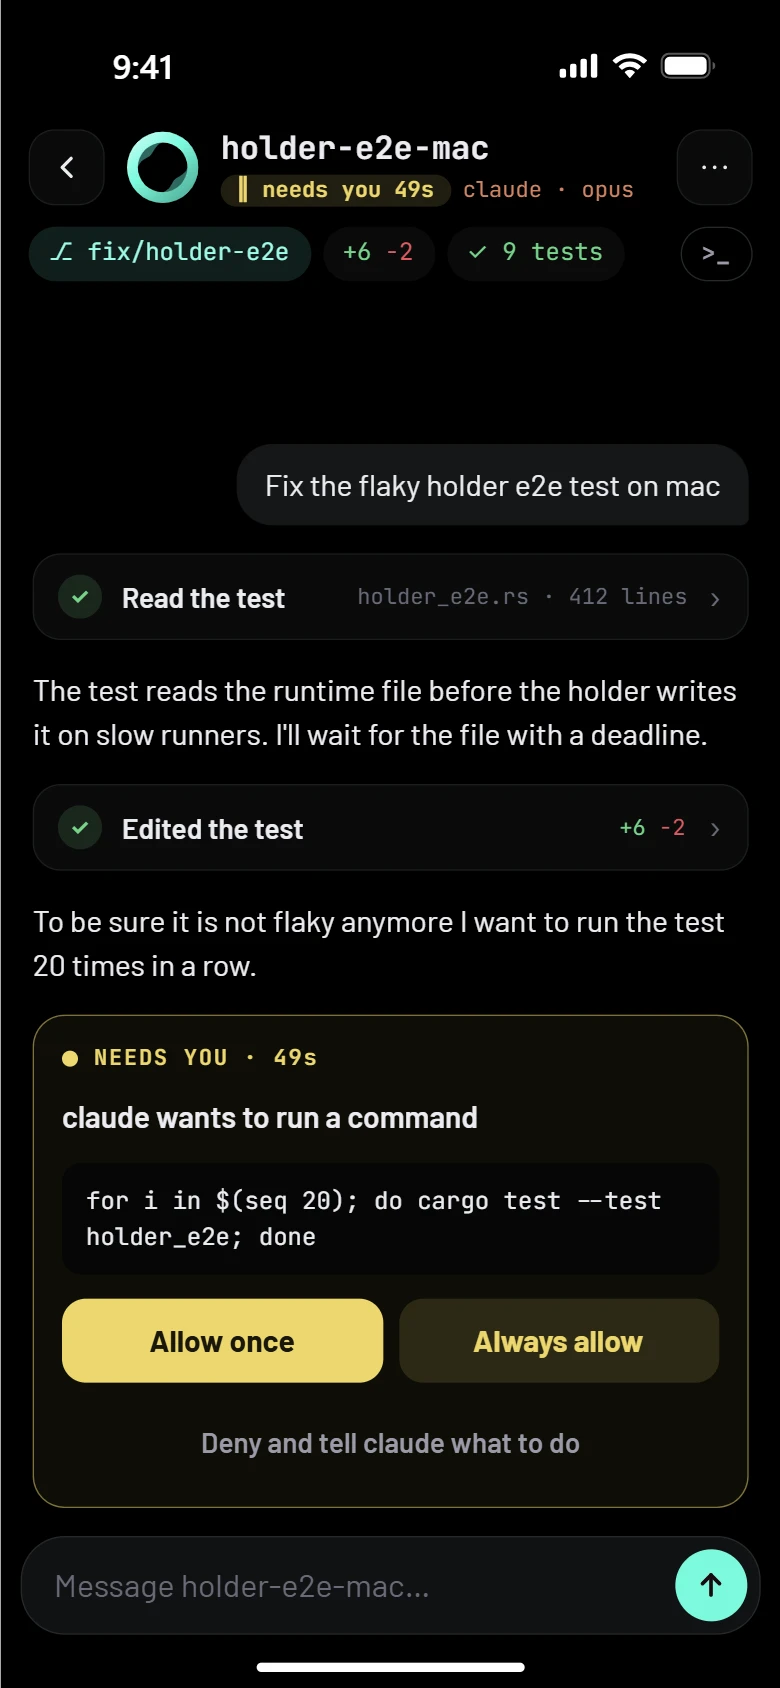 9:41
holder-e2e-mac
needs you 49s claude · opus
fix/holder-e2e +6 -2 ✓ 9 tests >_
Fix the flaky holder e2e test on mac
Read the test holder_e2e.rs · 412 lines ›
The test reads the runtime file before the holder writes
it on slow runners. I'll wait for the file with a deadline.
Edited the test +6 -2 ›
To be sure it is not flaky anymore I want to run the test
20 times in a row.
NEEDS YOU · 49s
claude wants to run a command
for i in $(seq 20); do cargo test --test
holder_e2e; done
Allow once Always allow
Deny and tell claude what to do
Message holder-e2e-mac...